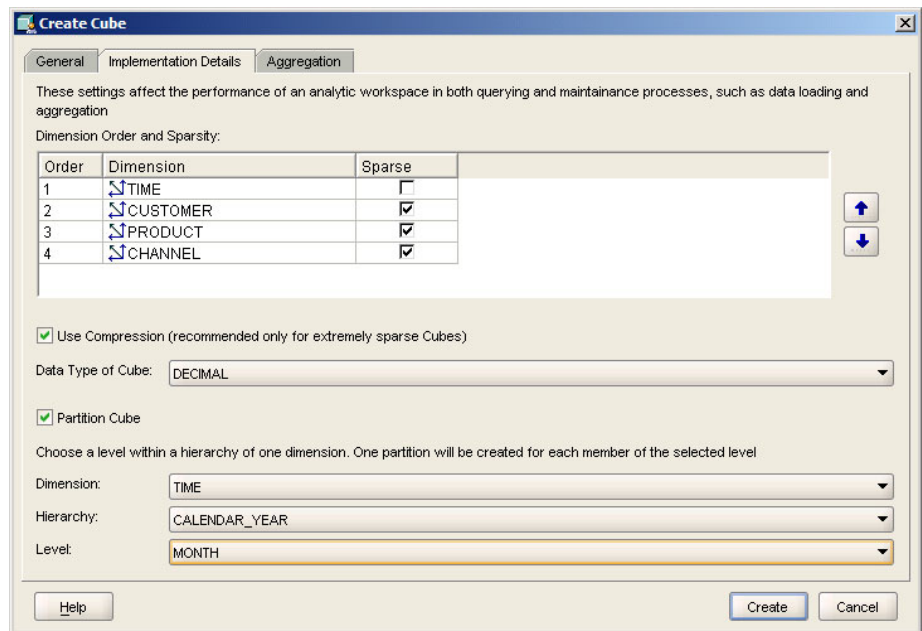 Create Cube
General Implementation Details Aggregation
These settings affect the performance of an analytic workspace in both querying and maintainance processes, such as data loading and
aggregation
Dimension Order and Sparsity:
Order Dimension Sparse
1 TIME
2 CUSTOMER
3 PRODUCT
4 CHANNEL
Use Compression (recommended only for extremely sparse Cubes)
Data Type of Cube: DECIMAL
Partition Cube
Choose a level within a hierarchy of one dimension. One partition will be created for each member of the selected level
Dimension: TIME
Hierarchy: CALENDAR_YEAR
Level: MONTH
Help Create Cancel